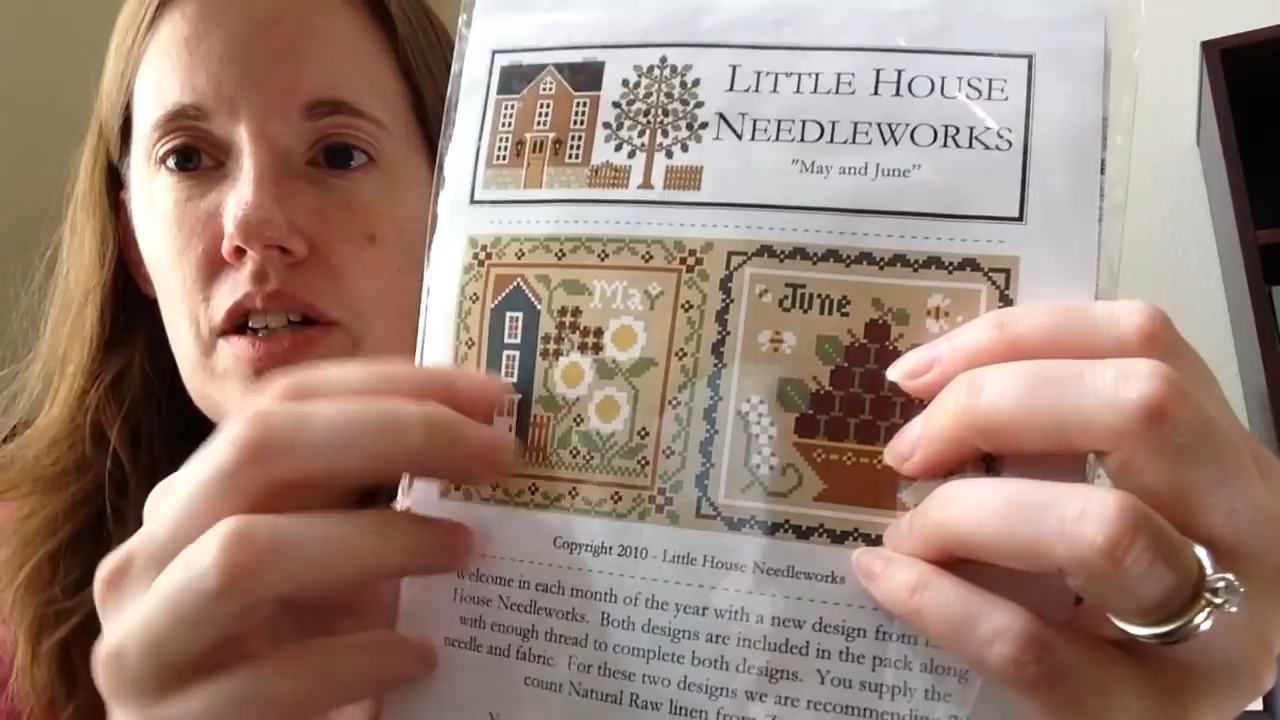 LITTLE HOUSE
NEEDLEWORKS
"May and June"
May
June
Copyright 2010 - Little House Needleworks
welcome in each month of the year with a new design from
House Needleworks. Both designs are included in the pack along
with enough thread to complete both designs. You supply the
needle and fabric. For these two designs we are recommending
count Natural Raw linen from